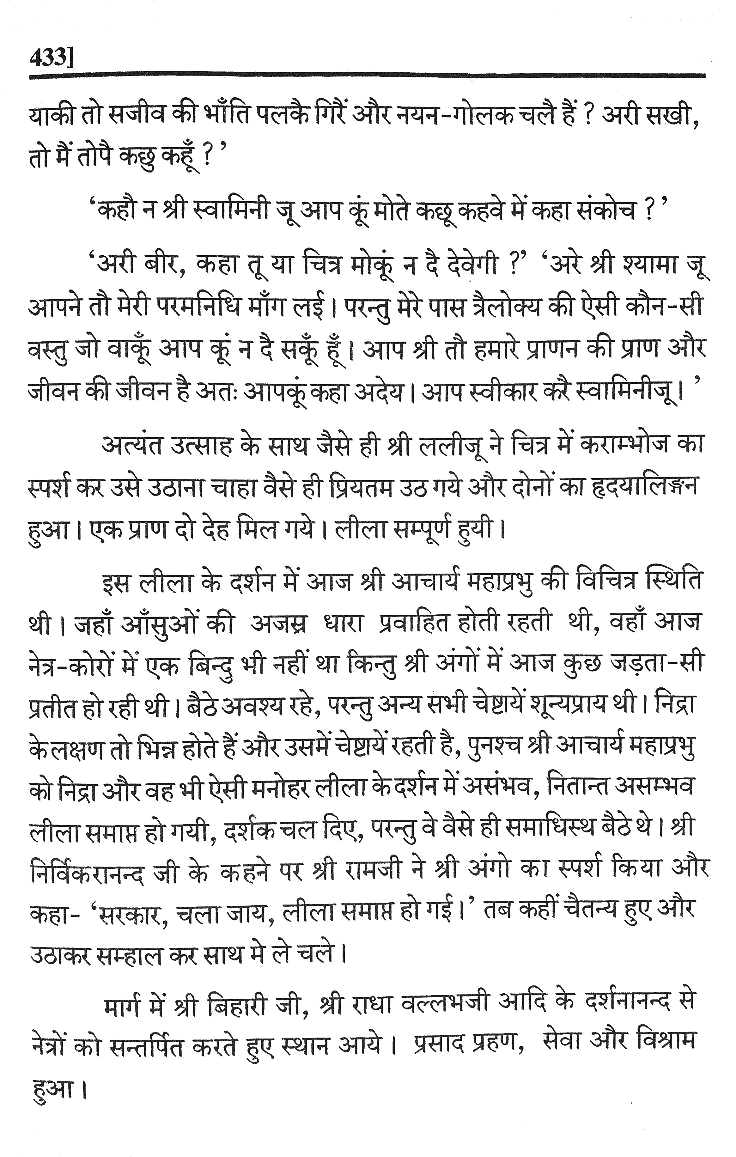 433]
याकी तो सजीव की भाँति पलकै गिरैं और नयन-गोलक चलै हैं ? अरी सखी,
तो मैं तोपै कछु कहूँ ?’
‘कहौ न श्री स्वामिनी जू आप कूं मोते कछू कहवे में कहा संकोच ?’
‘अरी बीर, कहा तू या चित्र मोकूं न दै देवेगी ?’ ‘अरे श्री श्यामा जू
आपने तौ मेरी परमनिधि माँग लई। परन्तु मेरे पास त्रैलोक्य की ऐसी कौन-सी
वस्तु जो वाकूँ आप कूं न दै सकूँ हूँ। आप श्री तौ हमारे प्राणन की प्राण और
जीवन की जीवन है अतः आपकूं कहा अदेय। आप स्वीकार करै स्वामिनीजू। ’
अत्यंत उत्साह के साथ जैसे ही श्री ललीजू ने चित्र में कराम्भोज का
स्पर्श कर उसे उठाना चाहा वैसे ही प्रियतम उठ गये और दोनों का हृदयालिङ्गन
हुआ। एक प्राण दो देह मिल गये। लीला सम्पूर्ण हुयी।
इस लीला के दर्शन में आज श्री आचार्य महाप्रभु की विचित्र स्थिति
थी। जहाँ आँसुओं की अजस्र धारा प्रवाहित होती रहती थी, वहाँ आज
नेत्र-कोरों में एक बिन्दु भी नहीं था किन्तु श्री अंगों में आज कुछ जड़ता-सी
प्रतीत हो रही थी। बैठे अवश्य रहे, परन्तु अन्य सभी चेष्टायें शून्यप्राय थी। निद्रा
के लक्षण तो भिन्न होते हैं और उसमें चेष्टायें रहती है, पुनश्च श्री आचार्य महाप्रभु
को निद्रा और वह भी ऐसी मनोहर लीला के दर्शन में असंभव, नितान्त असम्भव
लीला समाप्त हो गयी, दर्शक चल दिए, परन्तु वे वैसे ही समाधिस्थ बैठे थे। श्री
निर्विकरानन्द जी के कहने पर श्री रामजी ने श्री अंगो का स्पर्श किया और
कहा- ‘सरकार, चला जाय, लीला समाप्त हो गई।’ तब कहीं चैतन्य हुए और
उठाकर सम्हाल कर साथ मे ले चले।
मार्ग में श्री बिहारी जी, श्री राधा वल्लभजी आदि के दर्शनानन्द से
नेत्रों को सन्तर्पित करते हुए स्थान आये। प्रसाद प्रहण, सेवा और विश्राम
हुआ।